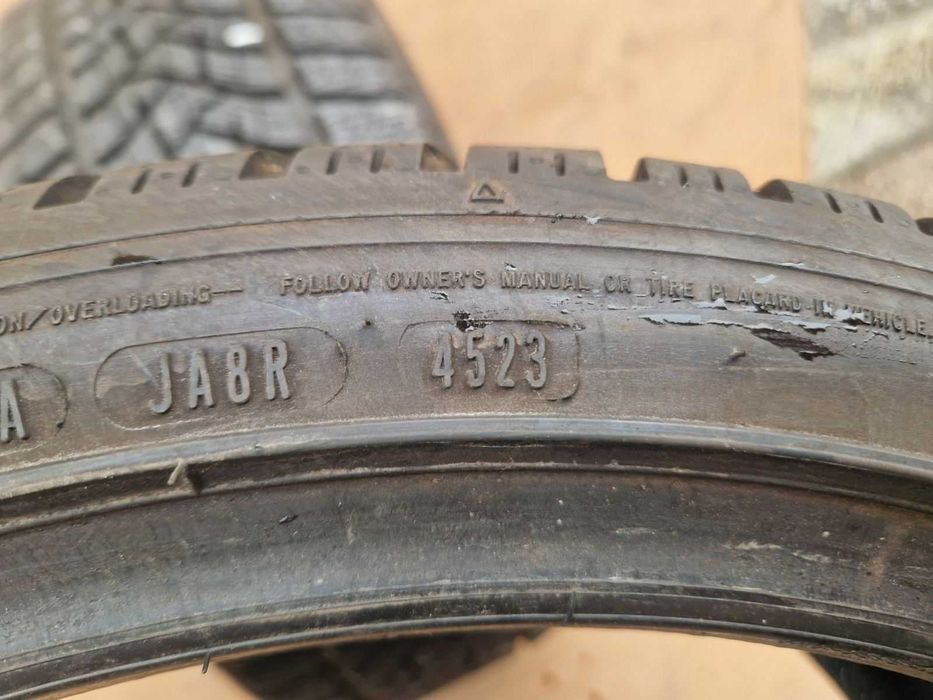 ON/OVERLOADING— FOLLOW OWNER'S MANUAL OR TIRE PLACARD IN VEHICLE.
A JA8R 4523